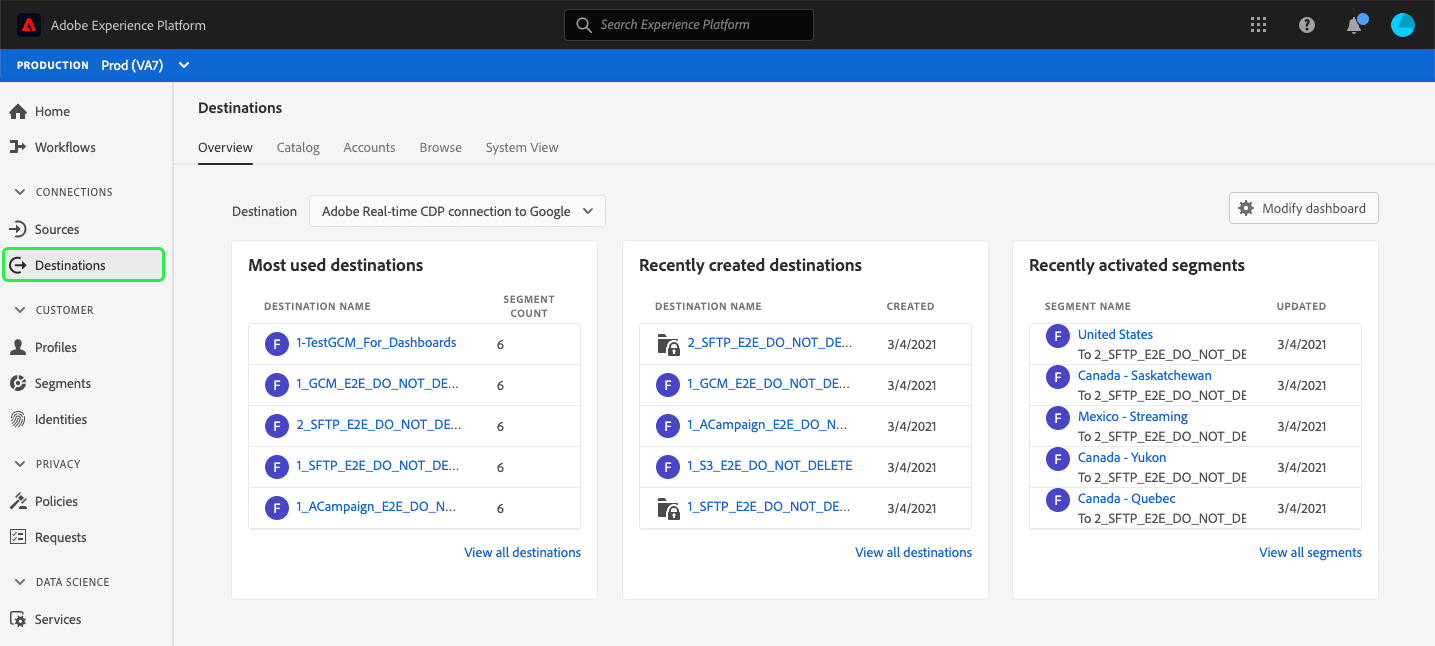 Adobe Experience Platform
Search Experience Platform
PRODUCTION Prod (VA7)
Home
Workflows
CONNECTIONS
Sources
Destinations
CUSTOMER
Profiles
Segments
Identities
PRIVACY
Policies
Requests
DATA SCIENCE
Services
Destinations
Overview Catalog Accounts Browse System View
Destination Adobe Real-time CDP connection to Google
Modify dashboard
Most used destinations
DESTINATION NAME SEGMENT
COUNT
F 1-TestGCM_For_Dashboards 6
F 1_GCM_E2E_DO_NOT_DE... 6
F 2_SFTP_E2E_DO_NOT_DE... 6
F 1_SFTP_E2E_DO_NOT_DE... 6
F 1_ACampaign_E2E_DO_N... 6
View all destinations
Recently created destinations
DESTINATION NAME CREATED
2_SFTP_E2E_DO_NOT_DE... 3/4/2021
F 1_GCM_E2E_DO_NOT_DE... 3/4/2021
F 1_ACampaign_E2E_DO_N... 3/4/2021
F 1_S3_E2E_DO_NOT_DELETE 3/4/2021
1_SFTP_E2E_DO_NOT_DE... 3/4/2021
View all destinations
Recently activated segments
SEGMENT NAME UPDATED
F United States
To 2_SFTP_E2E_DO_NOT_DE 3/4/2021
F Canada - Saskatchewan
To 2_SFTP_E2E_DO_NOT_DE 3/4/2021
F Mexico - Streaming
To 2_SFTP_E2E_DO_NOT_DE 3/4/2021
F Canada - Yukon
To 2_SFTP_E2E_DO_NOT_DE 3/4/2021
F Canada - Quebec
To 2_SFTP_E2E_DO_NOT_DE 3/4/2021
View all segments